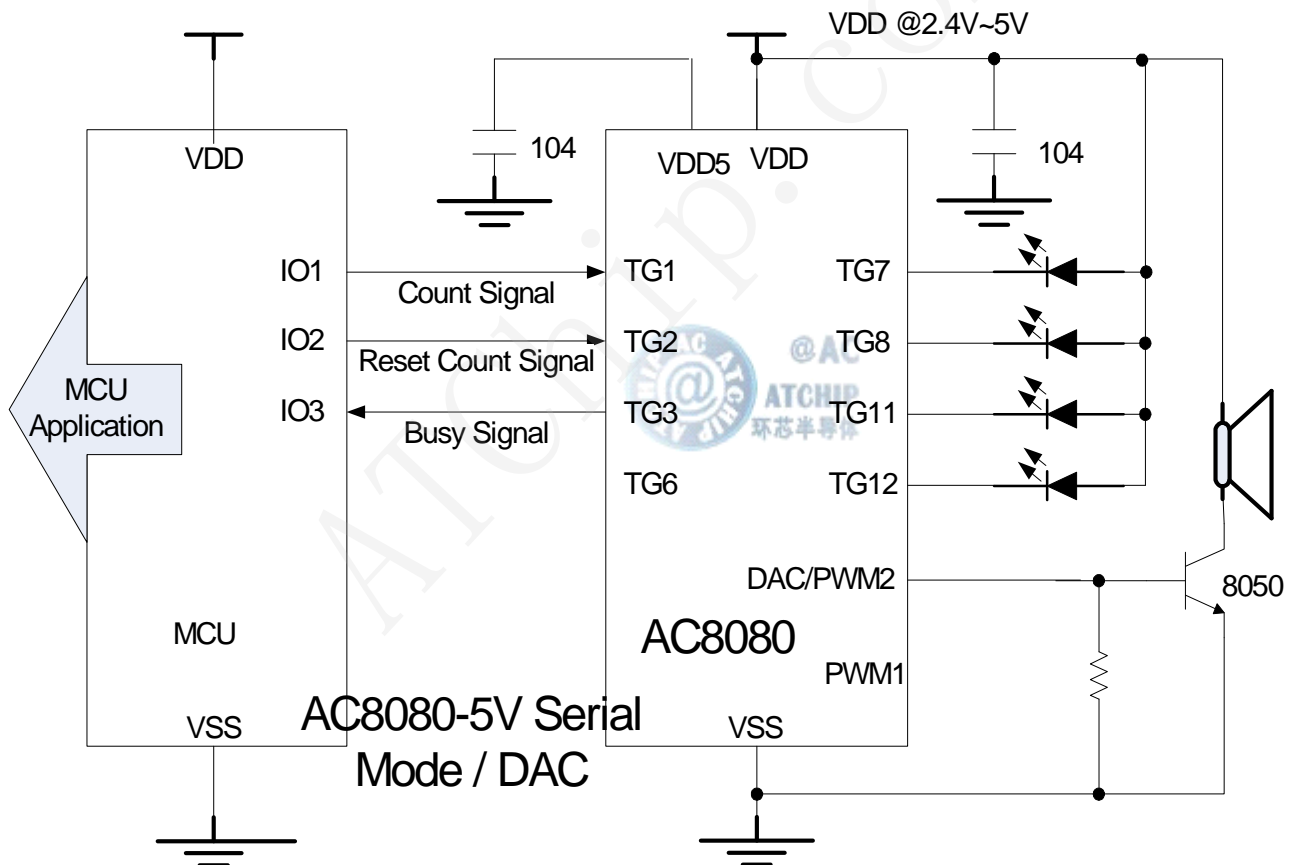 VDD @2.4V~5V
VDD
104
VDD5 VDD
104
IO1
Count Signal
TG1
TG7
IO2
Reset Count Signal
TG2
TG8
MCU
Application
IO3
Busy Signal
TG3
TG11
TG6
TG12
@AC
ATCHIP
环芯半导体
DAC/PWM2
8050
MCU
AC8080
PWM1
AC8080-5V Serial
Mode / DAC
VSS
VSS
ATChip.co